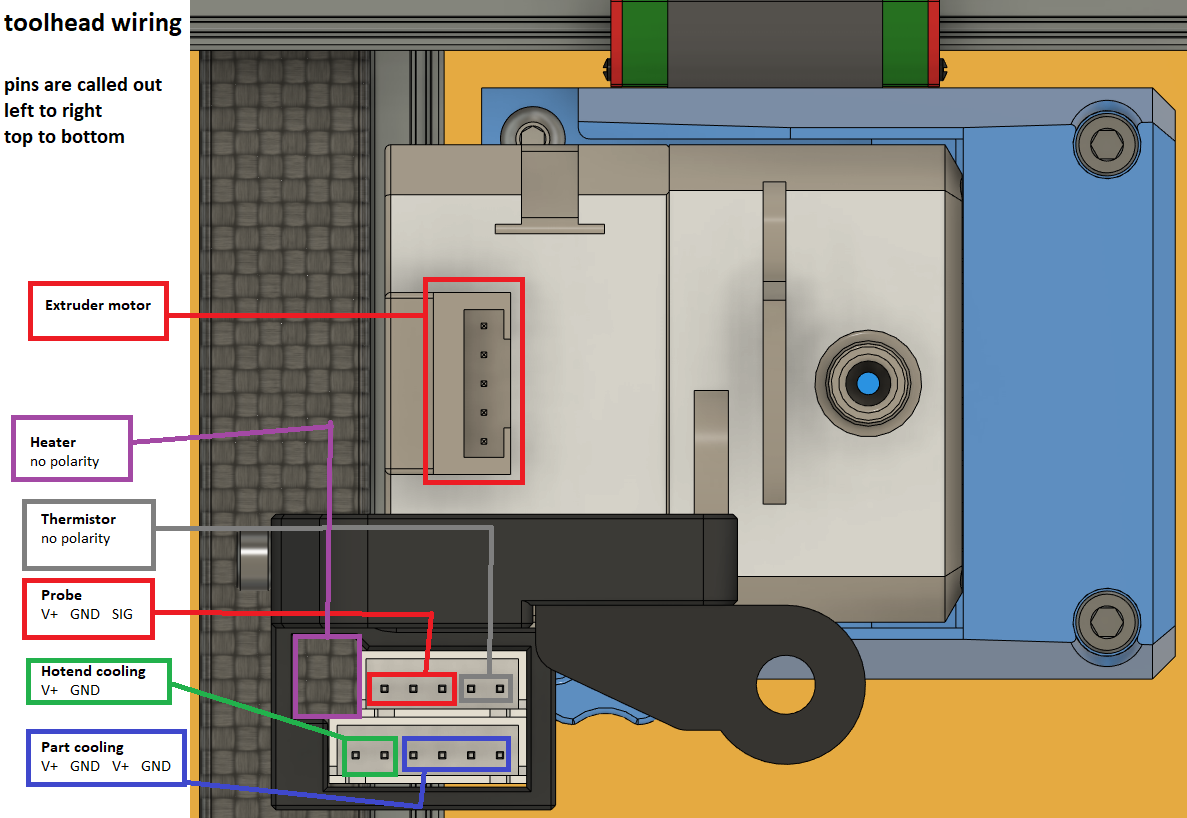 toolhead wiring
pins are called out
left to right
top to bottom
Extruder motor
Heater
no polarity
Thermistor
no polarity
Probe
V+ GND SIG
Hotend cooling
V+ GND
Part cooling
V+ GND V+ GND